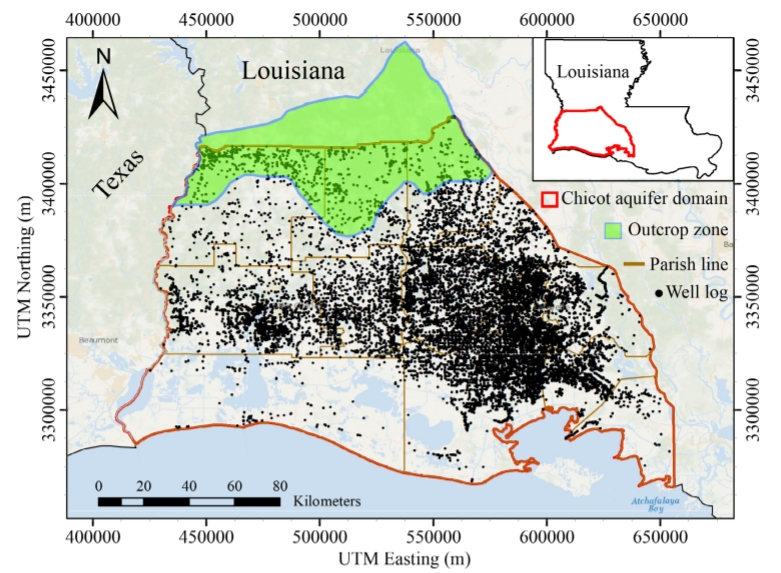 400000 450000 500000 550000 600000 650000
3450000
3400000
3350000
3300000
UTM Northing (m)
N
Louisiana
Texas
Beaumont
Louisiana
Chicot aquifer domain
Outcrop zone
Parish line
Well log
3450000
3400000
3350000
3300000
Atchafalaya
Bay
0 20 40 60 80
Kilometers
400000 450000 500000 550000 600000 650000
UTM Easting (m)